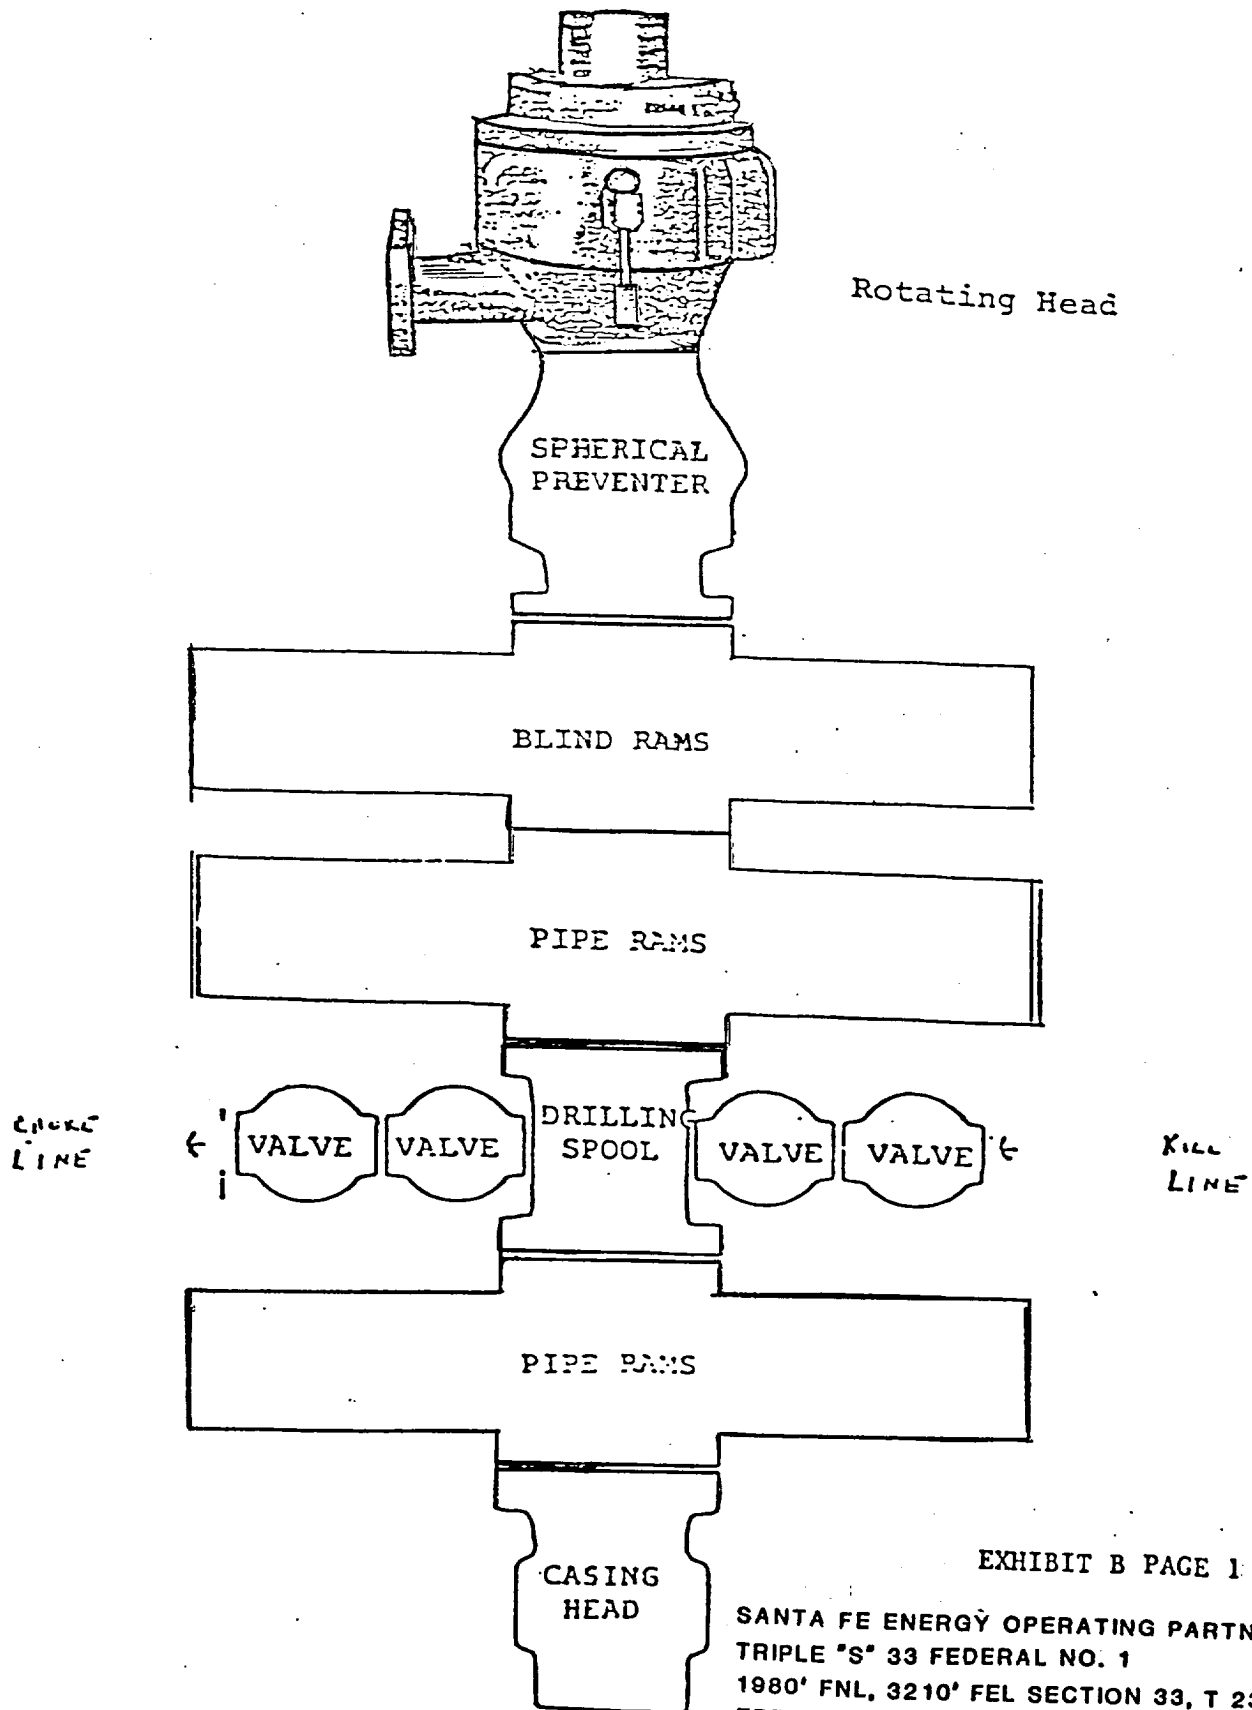 Rotating Head
SPHERICAL
PREVENTER
BLIND RAMS
PIPE RAMS
CHOKE
LINE
VALVE
VALVE
DRILLING
SPOOL
VALVE
VALVE
KILL
LINE
PIPE RAMS
CASING
HEAD
EXHIBIT B PAGE 1
SANTA FE ENERGY OPERATING PARTN
TRIPLE "S" 33 FEDERAL NO. 1
1980' FNL, 3210' FEL SECTION 33, T 23